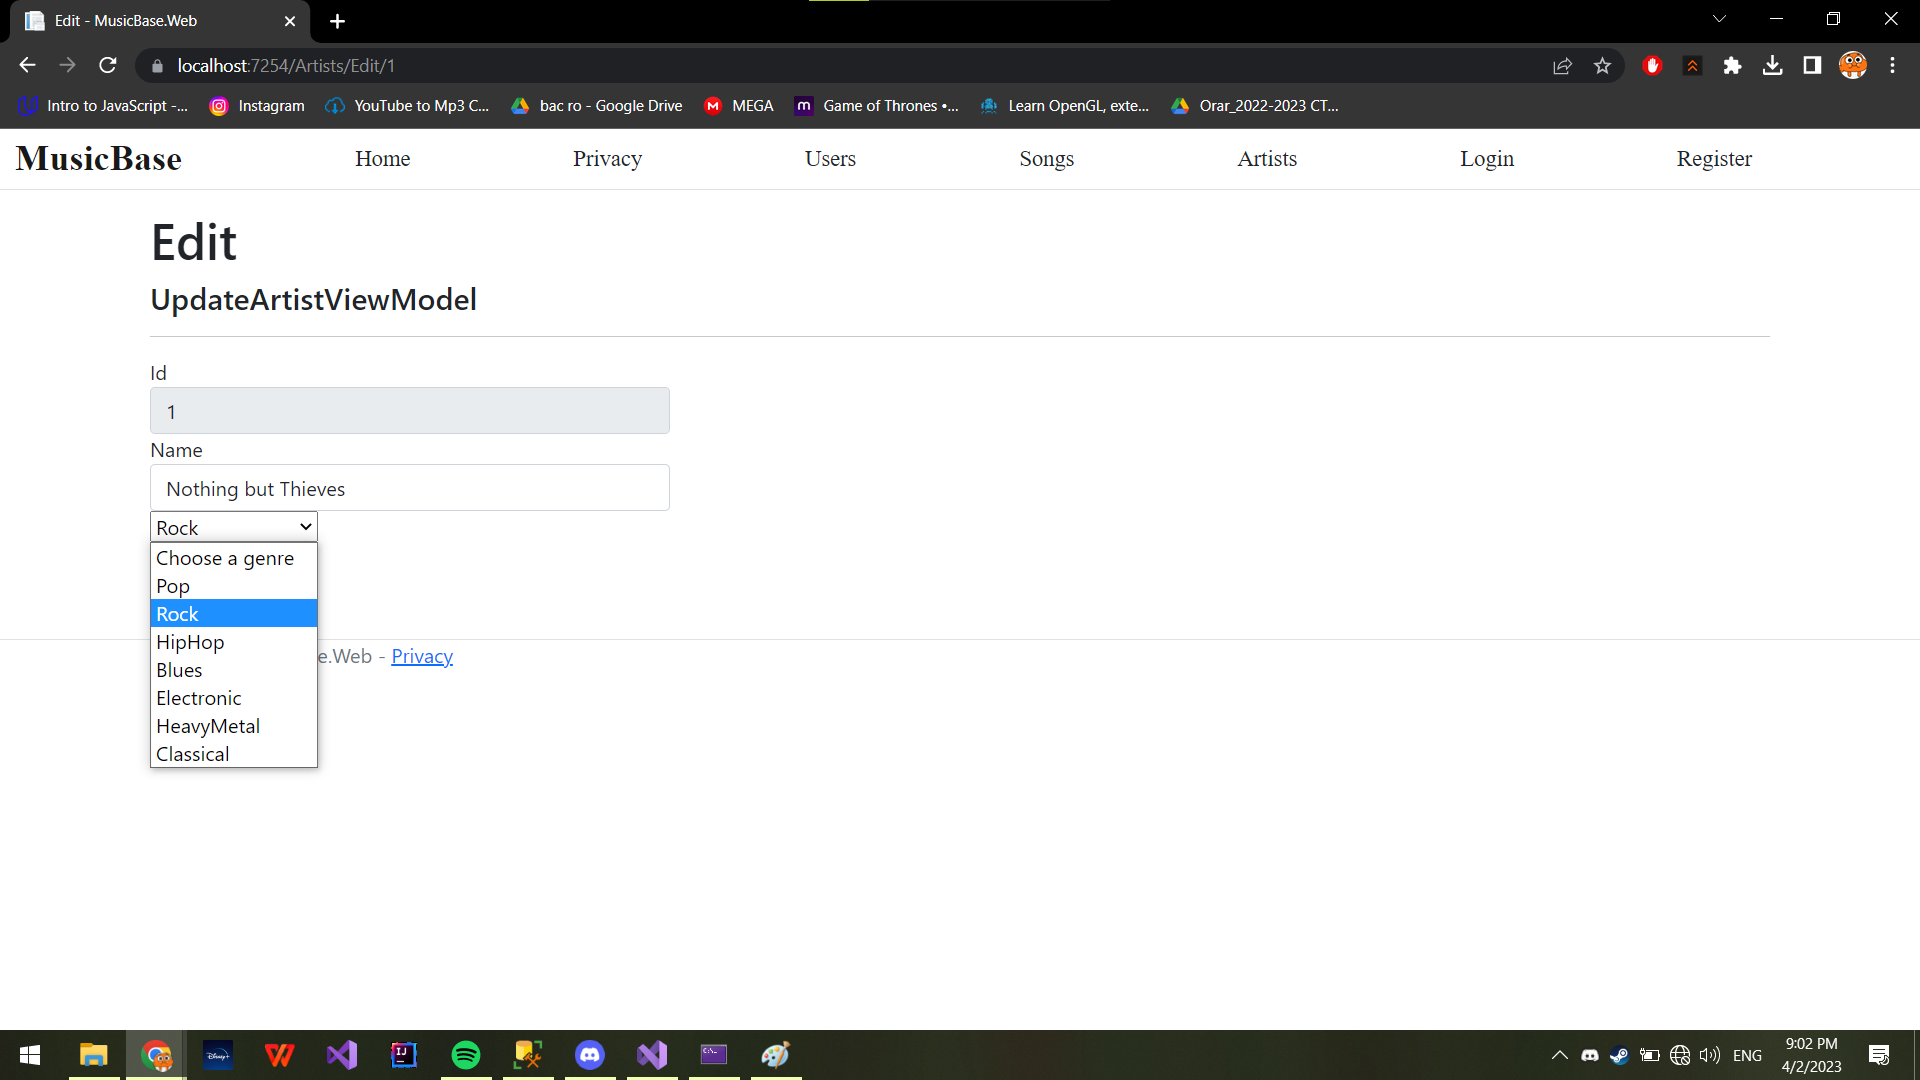 Edit - MusicBase.Web
localhost:7254/Artists/Edit/1
Intro to JavaScript -...
Instagram
YouTube to Mp3 C...
bac ro - Google Drive
MEGA
Game of Thrones •...
Learn OpenGL, exte...
Orar_2022-2023 CT...
MusicBase
Home
Privacy
Users
Songs
Artists
Login
Register
Edit
UpdateArtistViewModel
Id
1
Name
Nothing but Thieves
Rock
Choose a genre
Pop
Rock
HipHop
Blues
Electronic
HeavyMetal
Classical
e.Web - Privacy
ENG
9:02 PM
4/2/2023